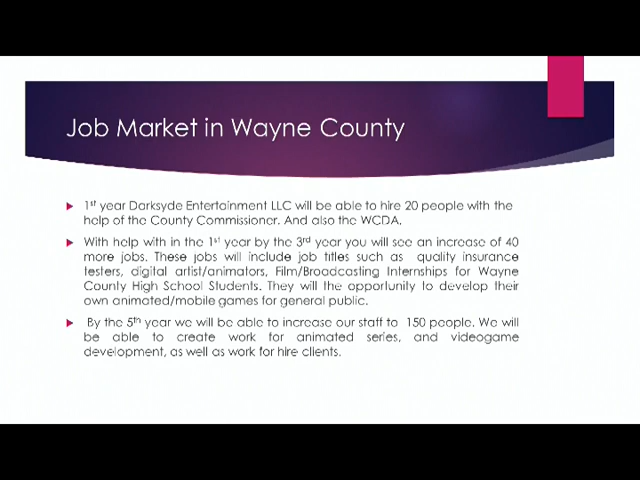 Job Market in Wayne County
1st year Darksyde Entertainment LLC will be able to hire 20 people with the
help of the County Commissioner. And also the WCDA.
With help with in the 1st year by the 3rd year you will see an increase of 40
more jobs. These jobs will include job titles such as quality insurance
testers, digital artist/animators, Film/Broadcasting Internships for Wayne
County High School Students. They will the opportunity to develop their
own animated/mobile games for general public.
By the 5th year we will be able to increase our staff to 150 people. We will
be able to create work for animated series, and videogame
development, as well as work for hire clients.